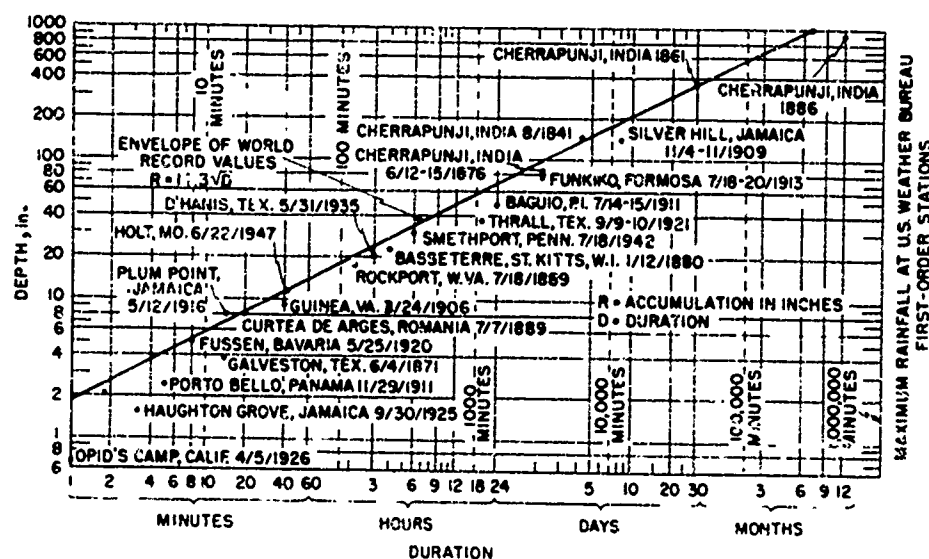 1000
800
600
400
200
100
80
60
40
20
10
8
6
4
2
1
8
6
DEPTH, in.
10 MINUTES
100 MINUTES
CHERRAPUNJI, INDIA 1861
CHERRAPUNJI, INDIA
1886
CHERRAPUNJI, INDIA 8/1841
SILVER HILL, JAMAICA
11/4-11/1909
ENVELOPE OF WORLD
RECORD VALUES
CHERRAPUNJI, INDIA
6/12-15/1876
FUNKIKO, FORMOSA 7/18-20/1913
D'HANIS, TEX. 5/31/1935
BAGUIO, P.I. 7/14-15/1911
THRALL, TEX. 9/9-10/1921
HOLT, MO. 6/22/1947
SMETHPORT, PENN. 7/18/1942
BASSETERRE, ST. KITTS, W.I. 1/12/1880
PLUM POINT,
JAMAICA
5/12/1916
ROCKPORT, W.VA. 7/18/1889
GUINEA, VA. 8/24/1906
R = ACCUMULATION IN INCHES
CURTEA DE ARGES, ROMANIA 7/7/1889
D = DURATION
FUSSEN, BAVARIA 5/25/1920
GALVESTON, TEX. 6/4/1871
PORTO BELLO, PANAMA 11/29/1911
HAUGHTON GROVE, JAMAICA 9/30/1925
1000 MINUTES
10,000 MINUTES
100,000 MINUTES
1,000,000 MINUTES
OPID'S CAMP, CALIF. 4/5/1926
1 2 4 6 8 10 20 40 60 3 6 9 12 18 24 5 10 20 30 3 6 9 12
MINUTES HOURS DAYS MONTHS
DURATION
MAXIMUM RAINFALL AT U.S. WEATHER BUREAU
FIRST-ORDER STATIONS